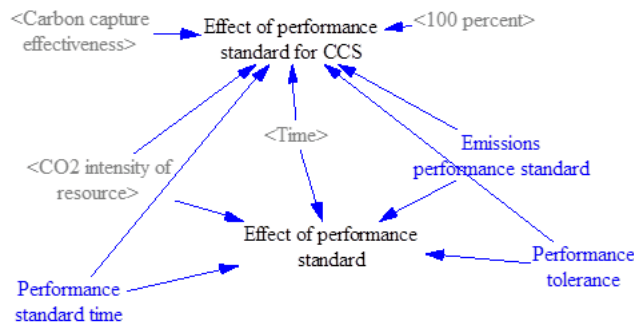 <Carbon capture
effectiveness>
Effect of performance
standard for CCS
<100 percent>
<Time>
Emissions
performance standard
<CO2 intensity of
resource>
Effect of performance
standard
Performance
tolerance
Performance
standard time